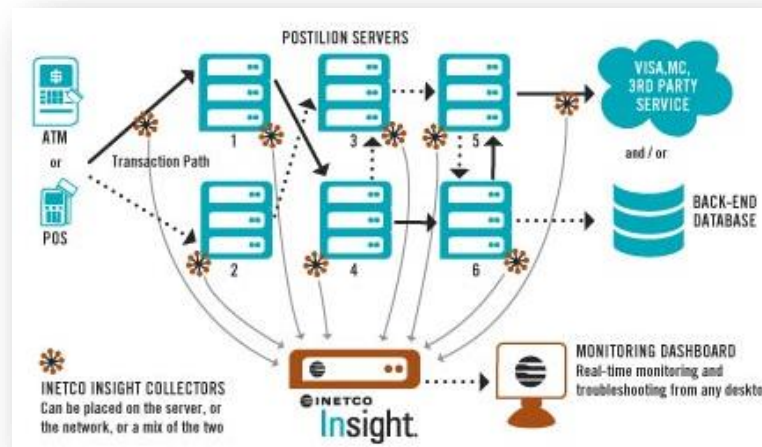 POSTILION SERVERS
$
ATM
or
POS
Transaction Path
1
2
3
4
5
6
VISA,MC,
3RD PARTY
SERVICE
and / or
BACK-END
DATABASE
INETCO INSIGHT COLLECTORS
Can be placed on the server, or
the network, or a mix of the two
INETCO
Insight.
MONITORING DASHBOARD
Real-time monitoring and
troubleshooting from any deskto